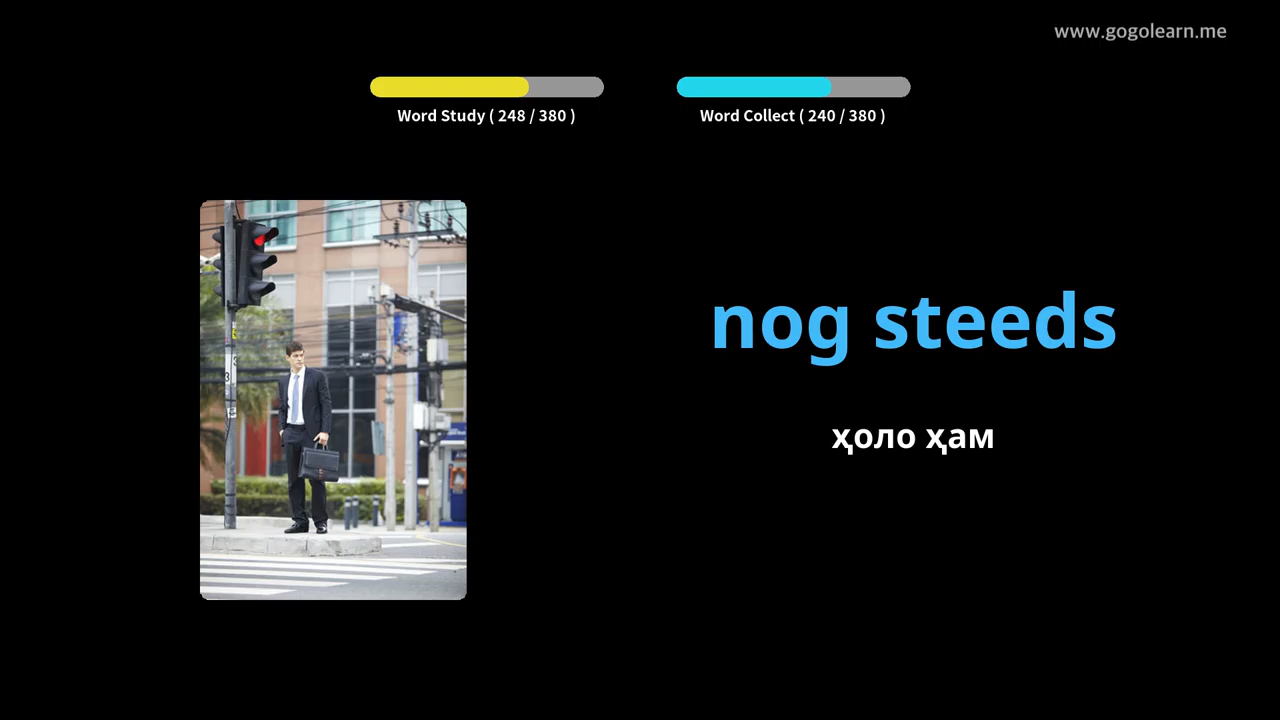 www.gogolearn.me
Word Study ( 248 / 380 )
Word Collect ( 240 / 380 )
nog steeds
ҳоло ҳам